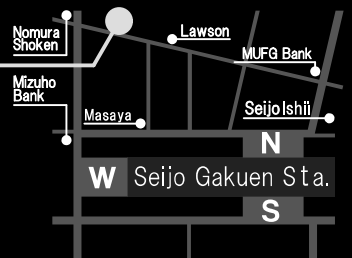 Nomura
Shoken
Lawson
MUFG Bank
Mizuho
Bank
Masaya
Seijo Ishii
N
W
Seijo Gakuen Sta.
S